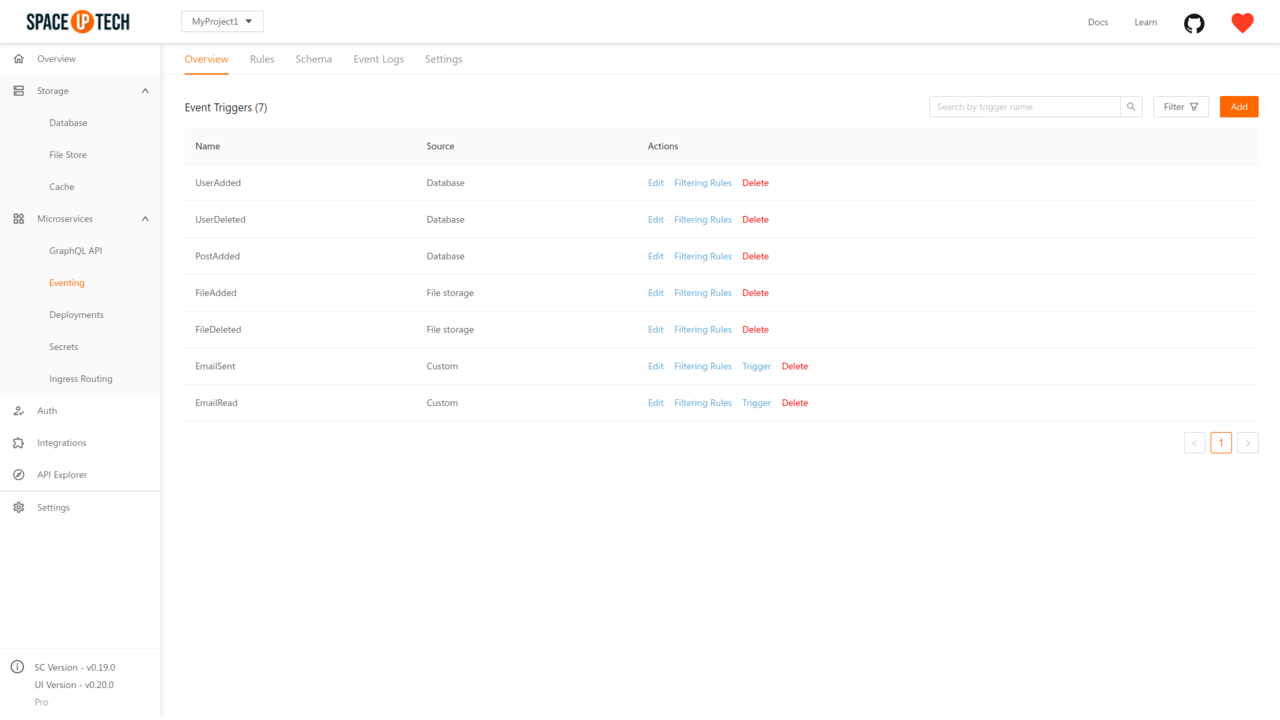 SPACE UP TECH
MyProject1
Docs
Learn
Overview
Storage
Database
File Store
Cache
Microservices
GraphQL API
Eventing
Deployments
Secrets
Ingress Routing
Auth
Integrations
API Explorer
Settings
SC Version - v0.19.0
UI Version - v0.20.0
Pro
Overview Rules Schema Event Logs Settings
Event Triggers (7)
Search by trigger name
Filter
Add
Name Source Actions
UserAdded Database Edit Filtering Rules Delete
UserDeleted Database Edit Filtering Rules Delete
PostAdded Database Edit Filtering Rules Delete
FileAdded File storage Edit Filtering Rules Delete
FileDeleted File storage Edit Filtering Rules Delete
EmailSent Custom Edit Filtering Rules Trigger Delete
EmailRead Custom Edit Filtering Rules Trigger Delete
< 1 >